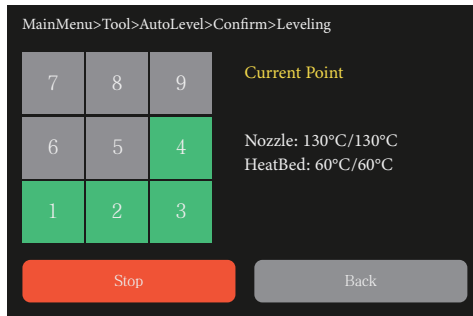 MainMenu>Tool>AutoLevel>Confirm>Leveling
7 8 9
Current Point
6 5 4
Nozzle: 130°C/130°C
HeatBed: 60°C/60°C
1 2 3
Stop
Back